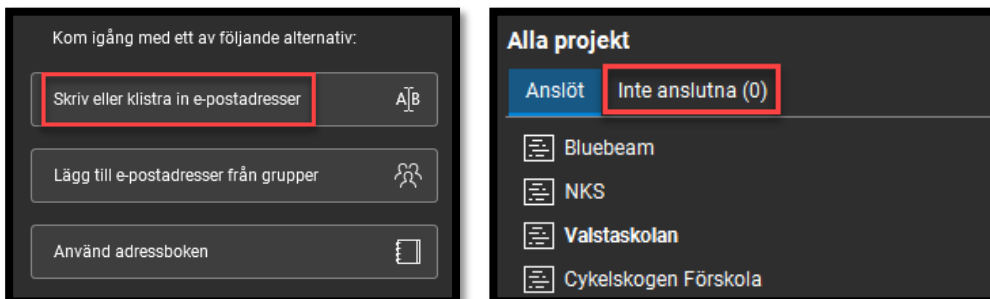 Kom igång med ett av följande alternativ:
Skriv eller klistra in e-postadresser
Lägg till e-postadresser från grupper
Använd adressboken
Alla projekt
Anslöt Inte anslutna (0)
Bluebeam
NKS
Valstaskolan
Cykelskogen Förskola